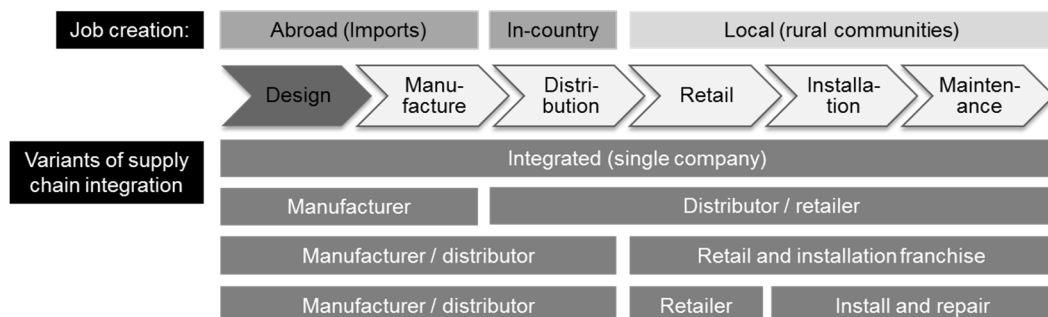 Job creation:
Abroad (Imports)
In-country
Local (rural communities)
Design
Manu-
facture
Distri-
bution
Retail
Installa-
tion
Mainten-
ance
Variants of supply
chain integration
Integrated (single company)
Manufacturer
Distributor / retailer
Manufacturer / distributor
Retail and installation franchise
Manufacturer / distributor
Retailer
Install and repair